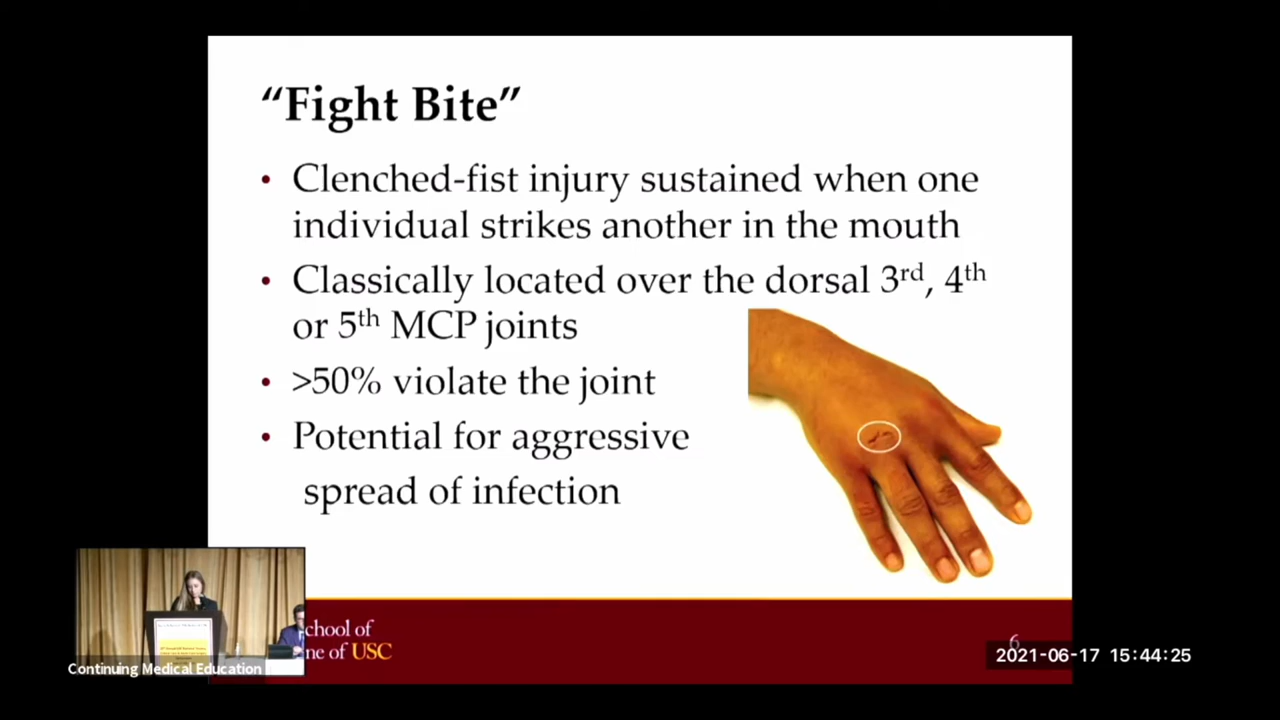 “Fight Bite”
• Clenched-fist injury sustained when one
individual strikes another in the mouth
• Classically located over the dorsal 3rd, 4th
or 5th MCP joints
• >50% violate the joint
• Potential for aggressive
spread of infection
chool of
ne of USC
6
Continuing Medical Education
2021-06-17 15:44:25